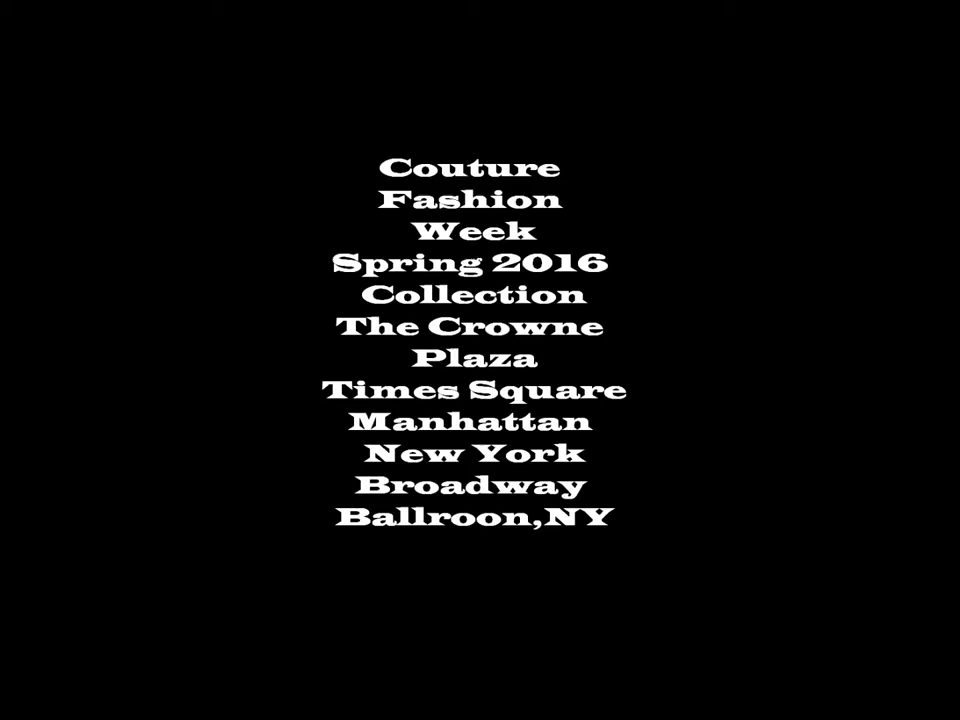 Couture
Fashion
Week
Spring 2016
Collection
The Crowne
Plaza
Times Square
Manhattan
New York
Broadway
Ballroon,NY